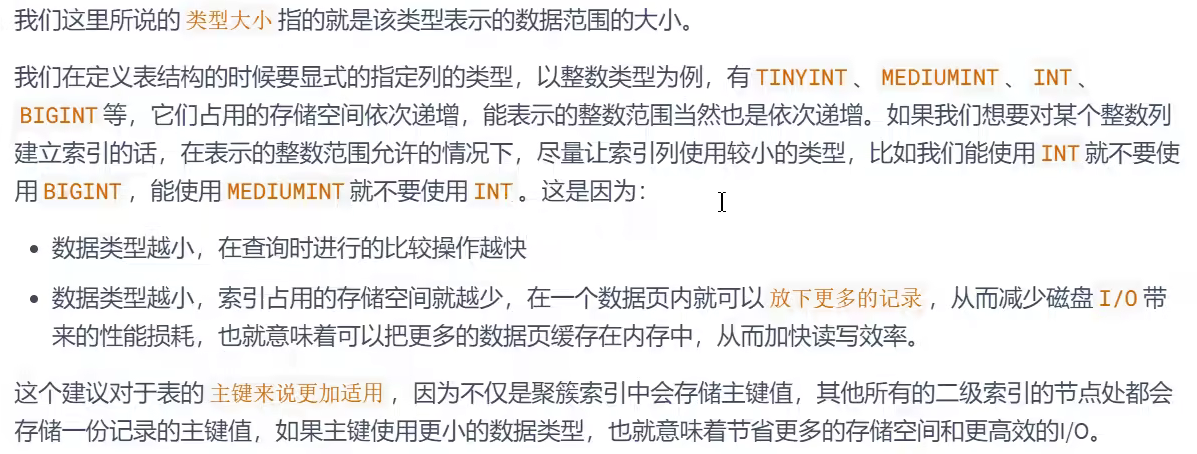 我们这里所说的 类型大小 指的就是该类型表示的数据范围的大小。
我们在定义表结构的时候要显式的指定列的类型，以整数类型为例，有 TINYINT、 MEDIUMINT、 INT、
BIGINT 等，它们占用的存储空间依次递增，能表示的整数范围当然也是依次递增。如果我们想要对某个整数列
建立索引的话，在表示的整数范围允许的情况下，尽量让索引列使用较小的类型，比如我们能使用 INT 就不要使
用 BIGINT ，能使用 MEDIUMINT 就不要使用 INT 。这是因为：
• 数据类型越小，在查询时进行的比较操作越快
• 数据类型越小，索引占用的存储空间就越少，在一个数据页内就可以 放下更多的记录 ，从而减少磁盘 I/O 带
来的性能损耗，也就意味着可以把更多的数据页缓存在内存中，从而加快读写效率。
这个建议对于表的 主键来说更加适用 ，因为不仅是聚簇索引中会存储主键值，其他所有的二级索引的节点处都会
存储一份记录的主键值，如果主键使用更小的数据类型，也就意味着节省更多的存储空间和更高效的I/O。